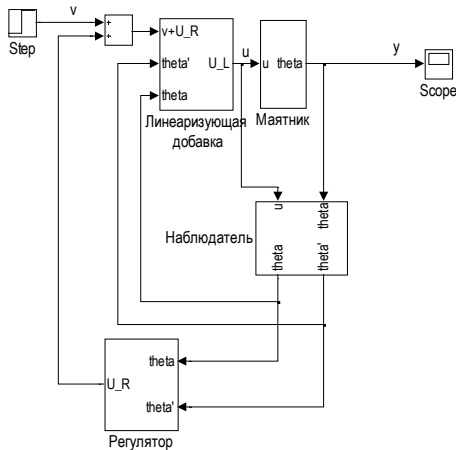 v
Step
+
+
v+U_R
theta'
theta
U_L
Линеаризующая
добавка
u
u
theta
Маятник
y
Scope
Наблюдатель
u
theta
theta
theta'
theta
U_R
theta'
Регулятор